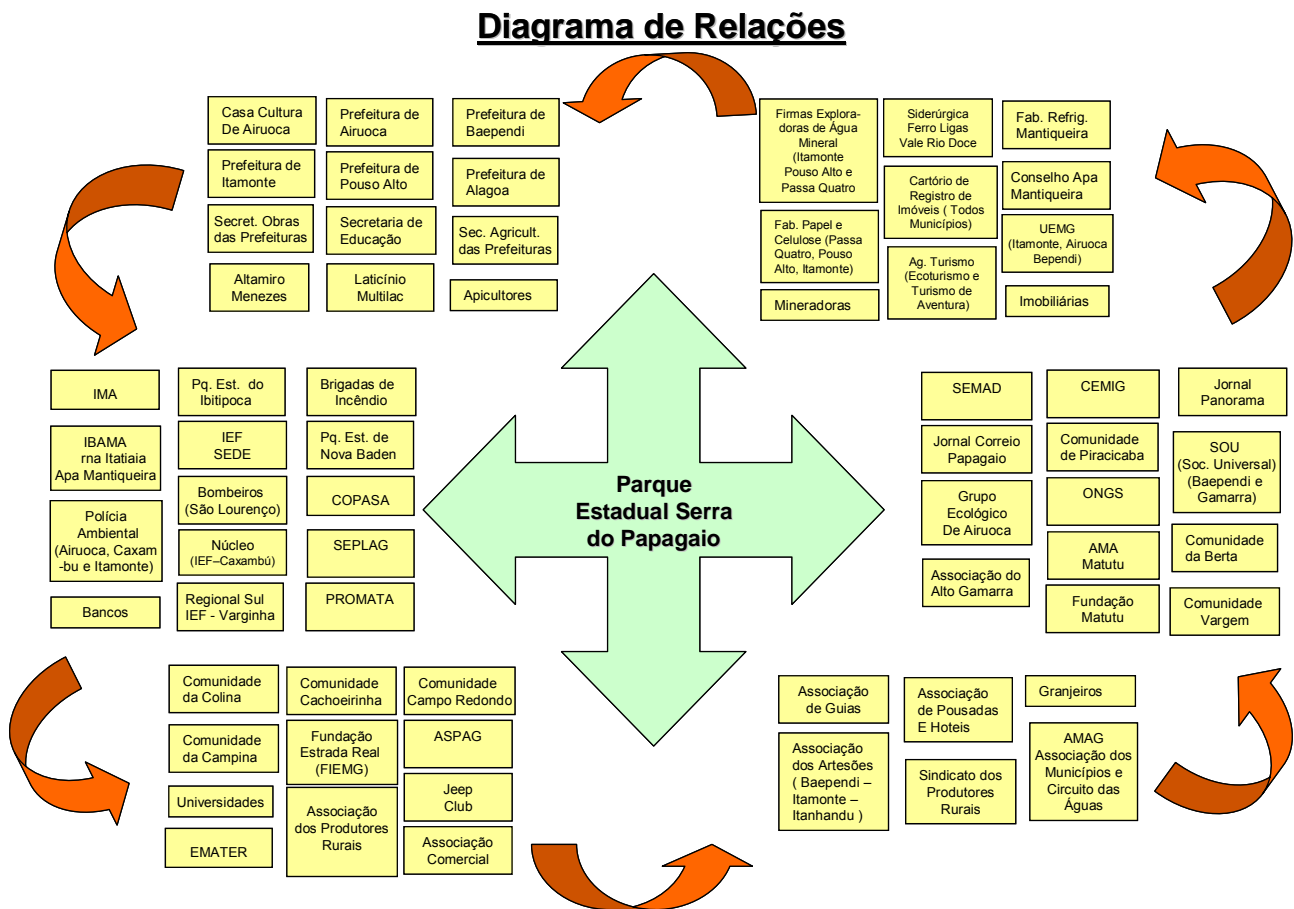 Diagrama de Relações
Casa Cultura
De Airuoca
Prefeitura de
Airuoca
Prefeitura de
Baependi
Prefeitura de
Itamonte
Prefeitura de
Pouso Alto
Prefeitura de
Alagoa
Secret. Obras
das Prefeituras
Secretaria de
Educação
Sec. Agricult.
das Prefeituras
Altamiro
Menezes
Laticínio
Multilac
Apicultores
Firmas Explora-
doras de Água
Mineral
(Itamonte
Pouso Alto e
Passa Quatro
Siderúrgica
Ferro Ligas
Vale Rio Doce
Fab. Refrig.
Mantiqueira
Cartório de
Registro de
Imóveis ( Todos
Municípios)
Conselho Apa
Mantiqueira
Fab. Papel e
Celulose (Passa
Quatro, Pouso
Alto, Itamonte)
UEMG
(Itamonte, Airuoca
Bependi)
Ag. Turismo
(Ecoturismo e
Turismo de
Aventura)
Mineradoras
Imobiliárias
IMA
Pq. Est.  do
Ibitipoca
Brigadas de
Incêndio
IBAMA
rna Itatiaia
Apa Mantiqueira
IEF
SEDE
Pq. Est. de
Nova Baden
Bombeiros
(São Lourenço)
COPASA
Polícia
Ambiental
(Airuoca, Caxam
-bu e Itamonte)
Núcleo
(IEF–Caxambú)
SEPLAG
Bancos
Regional Sul
IEF - Varginha
PROMATA
Parque
Estadual Serra
do Papagaio
SEMAD
CEMIG
Jornal
Panorama
Jornal Correio
Papagaio
Comunidade
de Piracicaba
SOU
(Soc. Universal)
(Baependi e
Gamarra)
Grupo
Ecológico
De Airuoca
ONGS
AMA
Matutu
Comunidade
da Berta
Associação do
Alto Gamarra
Fundação
Matutu
Comunidade
Vargem
Comunidade
da Colina
Comunidade
Cachoeirinha
Comunidade
Campo Redondo
Comunidade
da Campina
Fundação
Estrada Real
(FIEMG)
ASPAG
Universidades
Associação
dos Produtores
Rurais
Jeep
Club
EMATER
Associação
Comercial
Associação
de Guias
Associação
de Pousadas
E Hoteis
Granjeiros
Associação
dos Artesões
( Baependi –
Itamonte –
Itanhandu )
Sindicato dos
Produtores
Rurais
AMAG
Associação dos
Municípios e
Circuito das
Águas